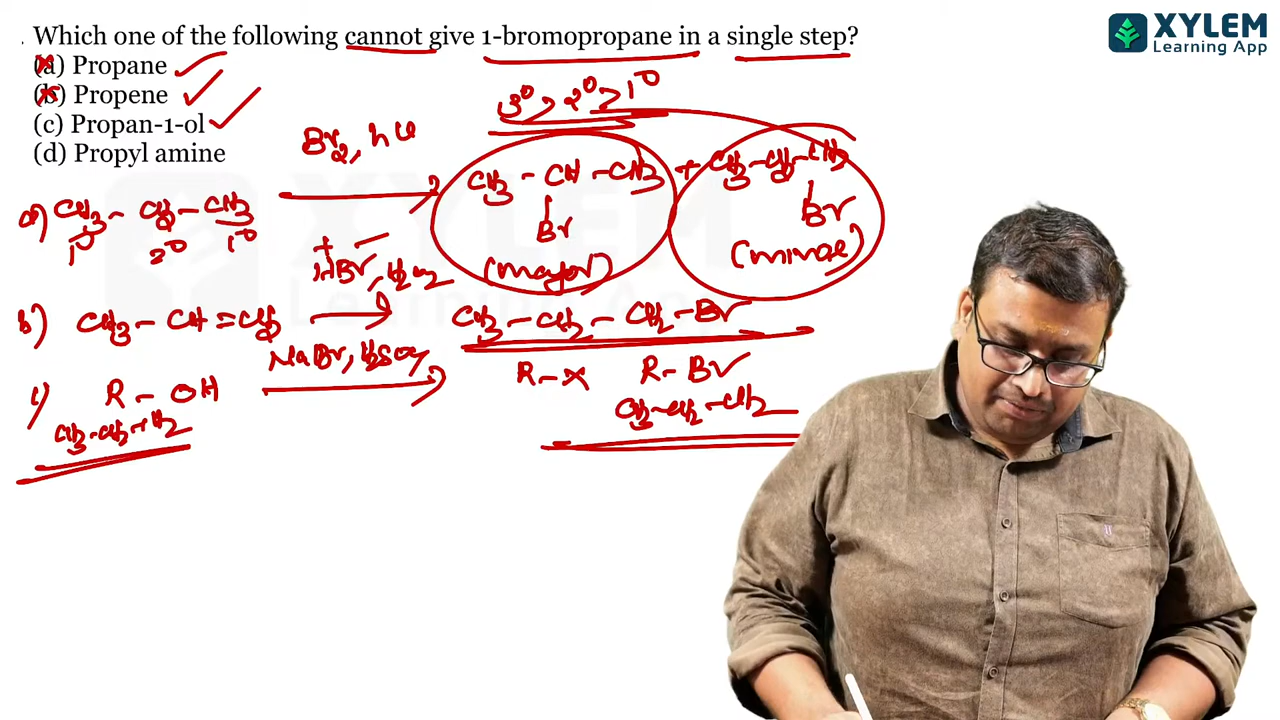 Which one of the following cannot give 1-bromopropane in a single step?
(a) Propane
(b) Propene
(c) Propan-1-ol
(d) Propyl amine
XYLEM
Learning App
3° > 2° > 1°
Br2, hν
a) CH3 - CH2 - CH3
1° 2° 1°
CH3 - CH - CH3 + CH3 - CH2 - CH2
Br Br
(major) (minor)
HBr, H2O2
b) CH3 - CH = CH2
CH3 - CH2 - CH2 - Br
NaBr, H2SO4
c) R - OH
R - X R - Br
CH3 - CH2 - CH2
CH3 - CH2 - CH2